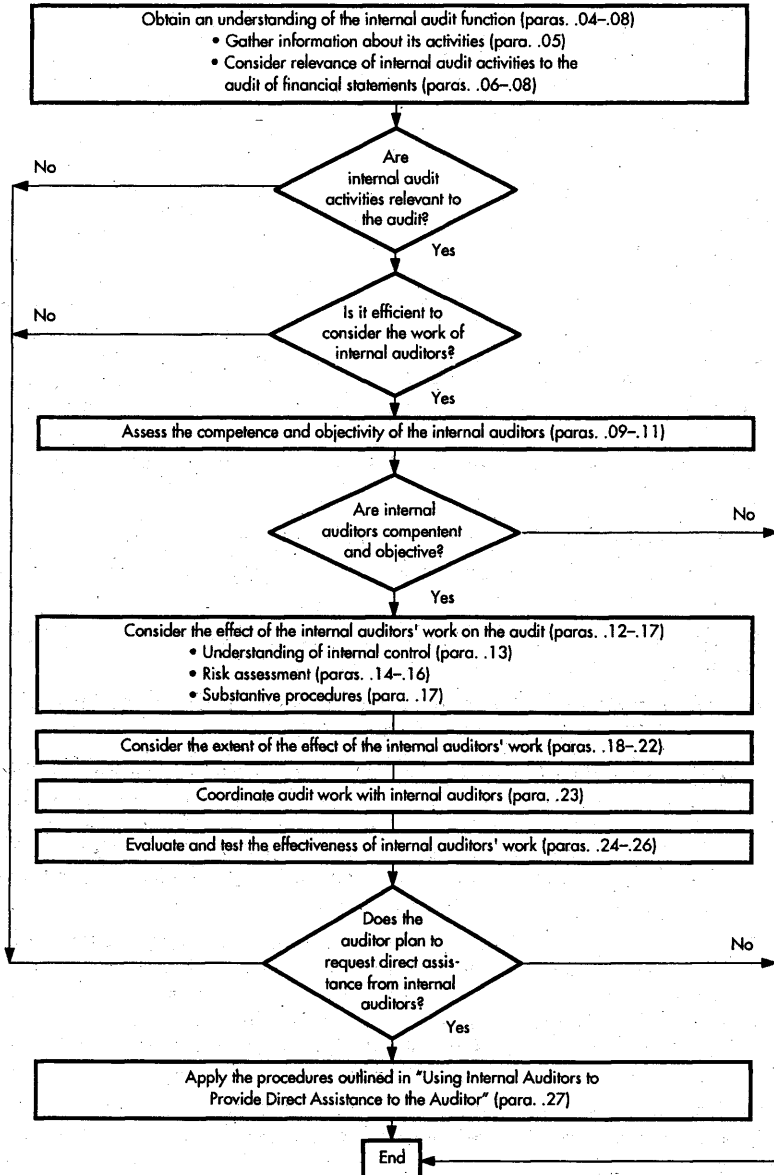 Obtain an understanding of the internal audit function (paras. .04–.08)
• Gather information about its activities (para. .05)
• Consider relevance of internal audit activities to the
audit of financial statements (paras. .06–.08)
Are
internal audit
activities relevant to
the audit?
No
Yes
Is it efficient to
consider the work of
internal auditors?
No
Yes
Assess the competence and objectivity of the internal auditors (paras. .09–.11)
Are internal
auditors compentent
and objective?
No
Yes
Consider the effect of the internal auditors' work on the audit (paras. .12–.17)
• Understanding of internal control (para. .13)
• Risk assessment (paras. .14–.16)
• Substantive procedures (para. .17)
Consider the extent of the effect of the internal auditors' work (paras. .18–.22)
Coordinate audit work with internal auditors (para. .23)
Evaluate and test the effectiveness of internal auditors' work (paras. .24–.26)
Does the
auditor plan to
request direct assis-
tance from internal
auditors?
No
Yes
Apply the procedures outlined in "Using Internal Auditors to
Provide Direct Assistance to the Auditor" (para. .27)
End